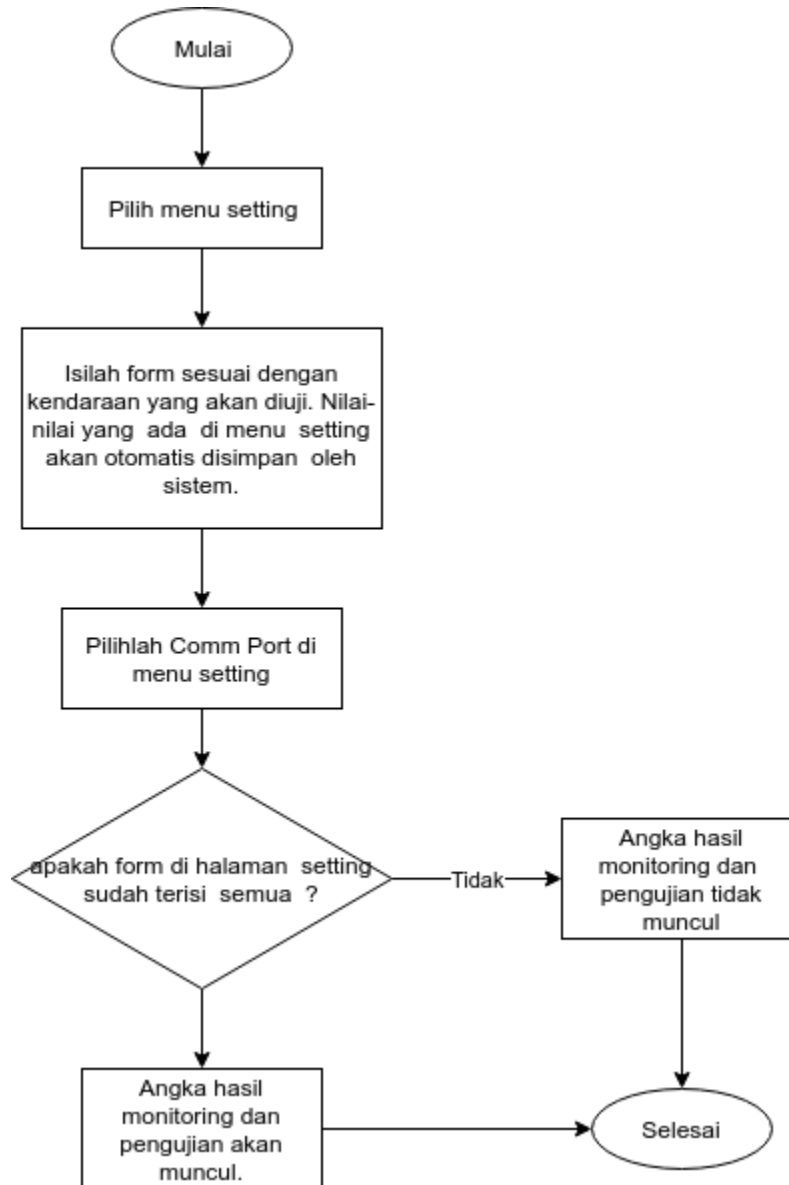 Mulai
Pilih menu setting
Isilah form sesuai dengan
kendaraan yang akan diuji. Nilai-
nilai yang ada di menu setting
akan otomatis disimpan oleh
sistem.
Pilihlah Comm Port di
menu setting
apakah form di halaman setting
sudah terisi semua ?
Tidak
Angka hasil
monitoring dan
pengujian tidak
muncul
Angka hasil
monitoring dan
pengujian akan
muncul.
Selesai